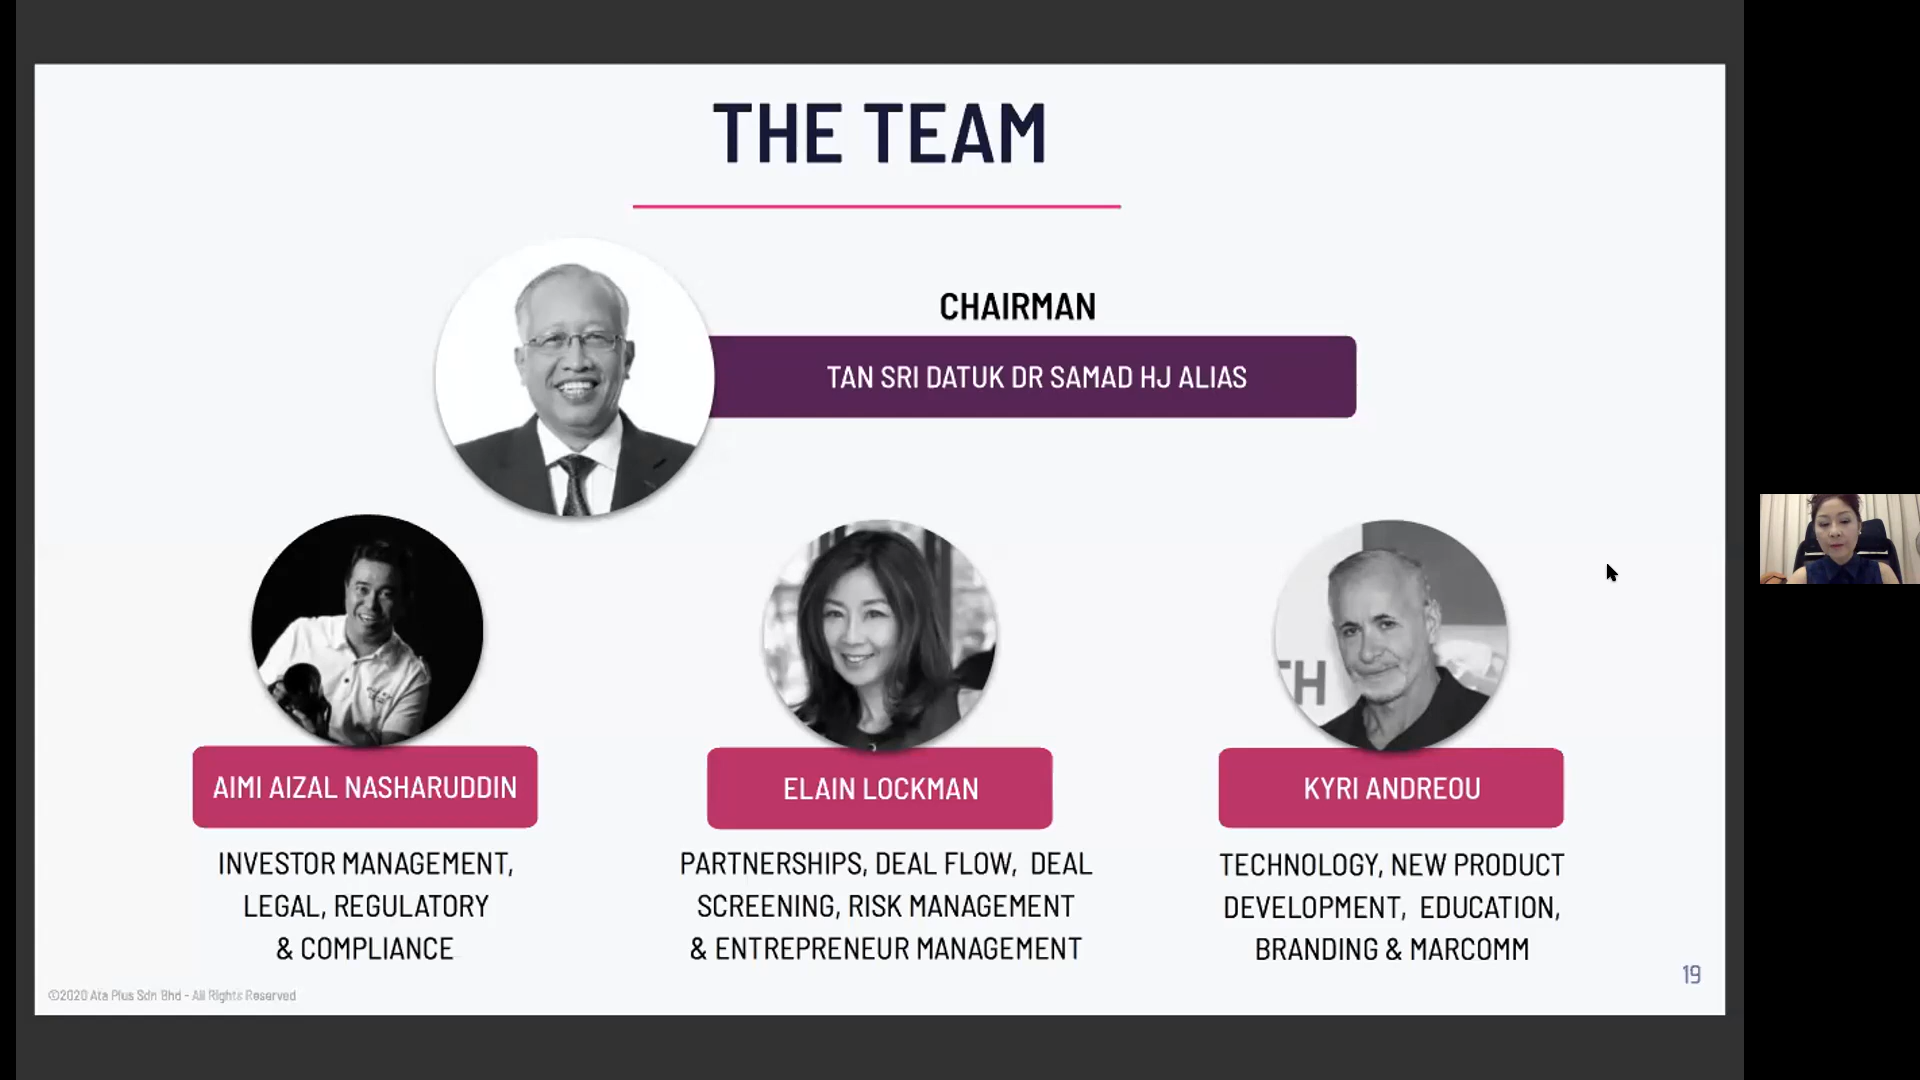 THE TEAM
CHAIRMAN
TAN SRI DATUK DR SAMAD HJ ALIAS
TH
AIMI AIZAL NASHARUDDIN
INVESTOR MANAGEMENT,
LEGAL, REGULATORY
& COMPLIANCE
ELAIN LOCKMAN
PARTNERSHIPS, DEAL FLOW, DEAL
SCREENING, RISK MANAGEMENT
& ENTREPRENEUR MANAGEMENT
KYRI ANDREOU
TECHNOLOGY, NEW PRODUCT
DEVELOPMENT, EDUCATION,
BRANDING & MARCOMM
©2020 Ata Plus Sdn Bhd - All Rights Reserved
19